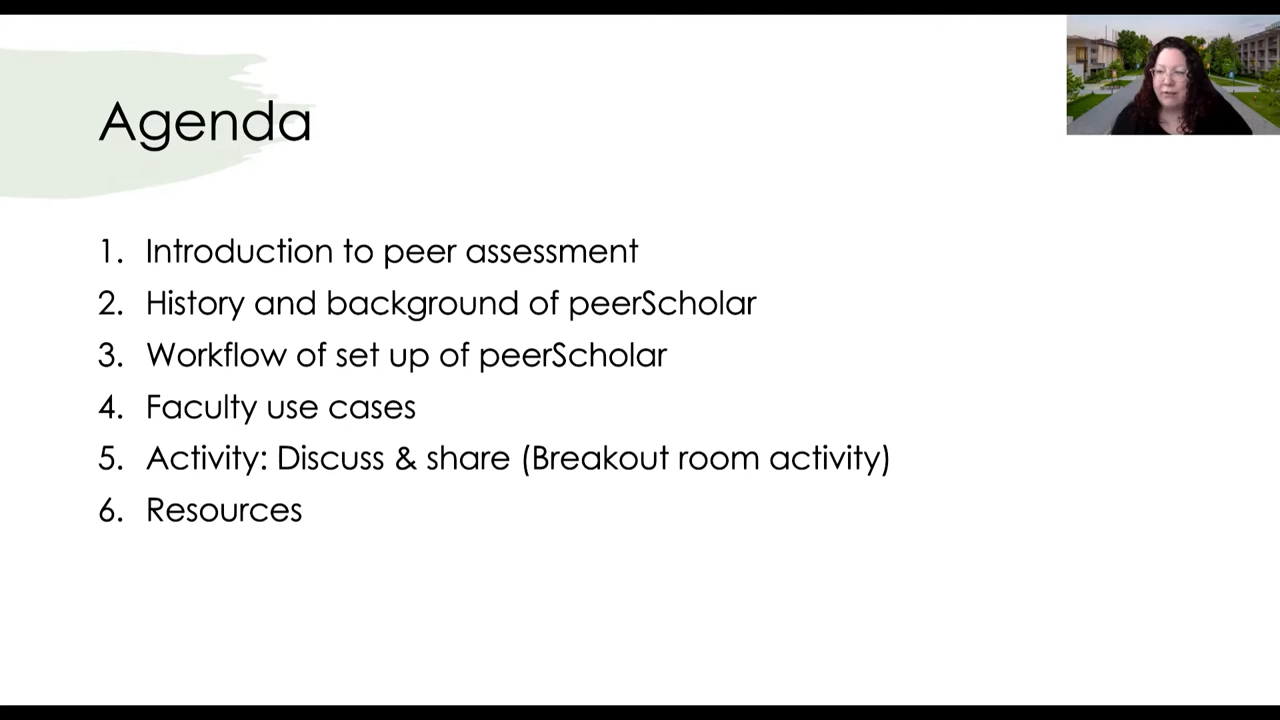 Agenda
1. Introduction to peer assessment
2. History and background of peerScholar
3. Workflow of set up of peerScholar
4. Faculty use cases
5. Activity: Discuss & share (Breakout room activity)
6. Resources